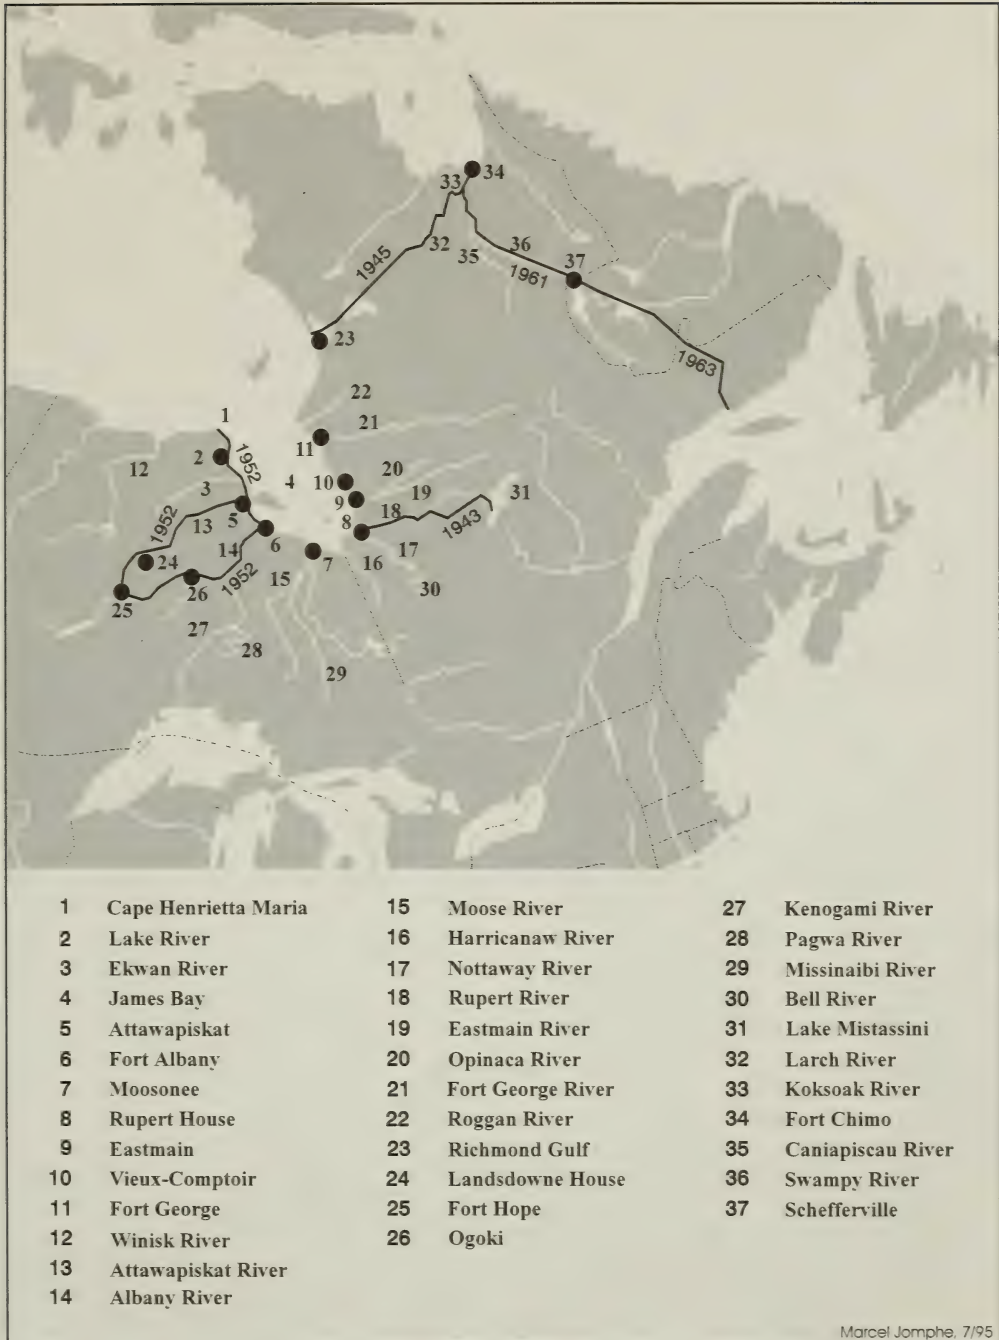 34
33
32
36
35
37
1945
1961
23
1963
22
1
21
11
2
1952
12
4
10
20
3
9
19
31
1952
13
5
8
18
1943
14
6
17
24
7
16
1952
15
26
30
25
27
28
29
1 Cape Henrietta Maria
2 Lake River
3 Ekwan River
4 James Bay
5 Attawapiskat
6 Fort Albany
7 Moosonee
8 Rupert House
9 Eastmain
10 Vieux-Comptoir
11 Fort George
12 Winisk River
13 Attawapiskat River
14 Albany River
15 Moose River
16 Harricanaw River
17 Nottaway River
18 Rupert River
19 Eastmain River
20 Opinaca River
21 Fort George River
22 Roggan River
23 Richmond Gulf
24 Landsdowne House
25 Fort Hope
26 Ogoki
27 Kenogami River
28 Pagwa River
29 Missinaibi River
30 Bell River
31 Lake Mistassini
32 Larch River
33 Koksoak River
34 Fort Chimo
35 Caniapiscau River
36 Swampy River
37 Schefferville
Marcel Jomphe, 7/95